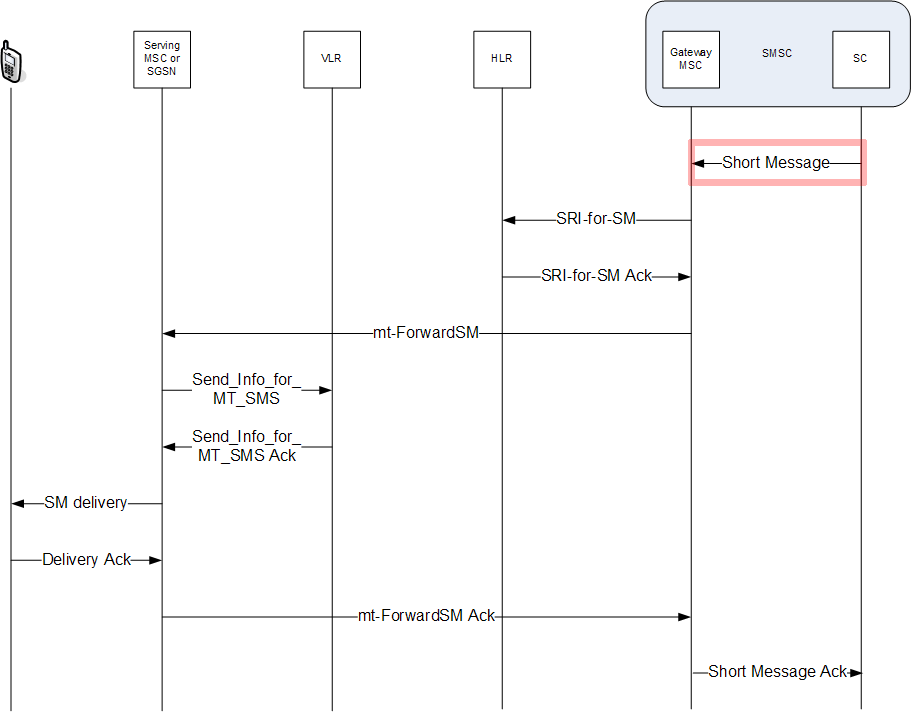 Serving
MSC or
SGSN
VLR
HLR
Gateway
MSC
SMSC
SC
Short Message
SRI-for-SM
SRI-for-SM Ack
mt-ForwardSM
Send_Info_for_
MT_SMS
Send_Info_for_
MT_SMS Ack
SM delivery
Delivery Ack
mt-ForwardSM Ack
Short Message Ack